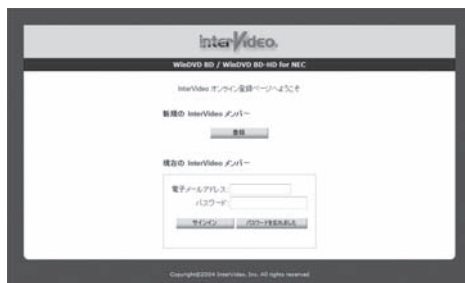 InterVideo.
WinDVD BD / WinDVD BD-HD for NEC
InterVideo オンライン登録ページへようこそ
新規の InterVideo メンバー
登録
現在の InterVideo メンバー
電子メールアドレス:
パスワード:
サインイン パスワードを忘れました
Copyright©2004 InterVideo, Inc. All rights reserved